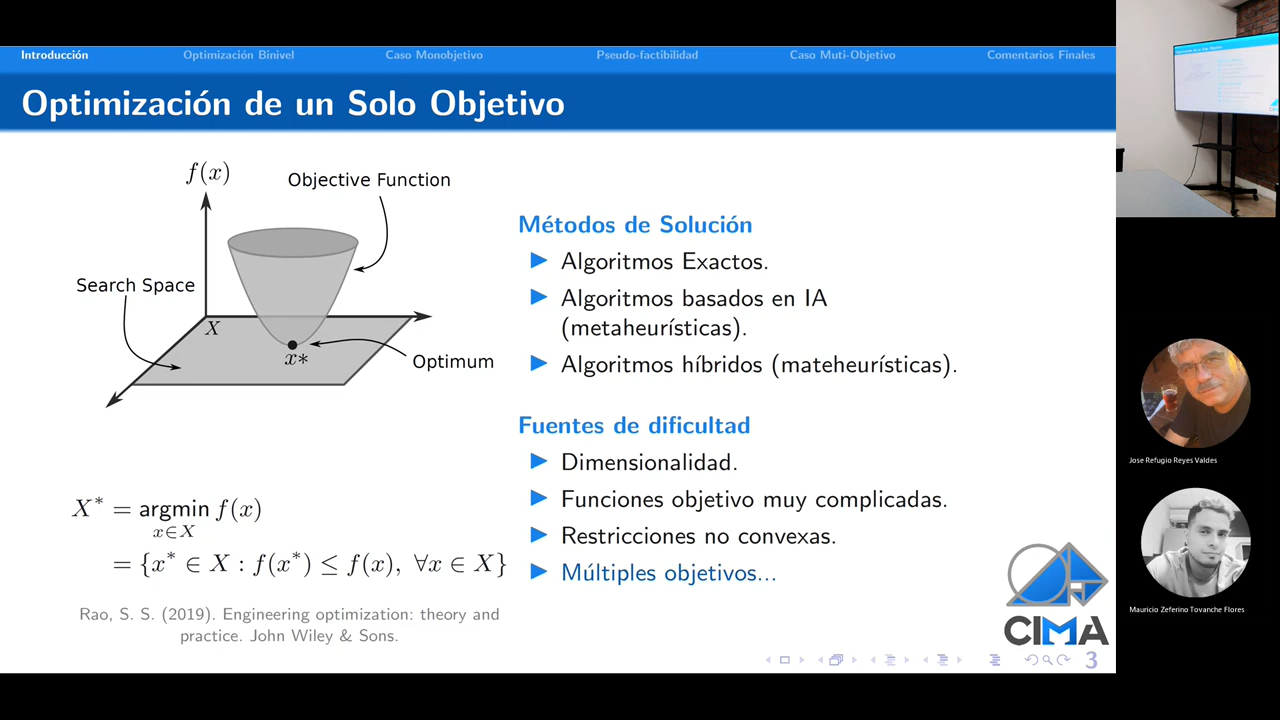 Introducción
Optimización Binivel
Caso Monobjetivo
Pseudo-factibilidad
Caso Muti-Objetivo
Comentarios Finales
Optimización de un Solo Objetivo
f(x)
Objective Function
Search Space
X
x*
Optimum
X* = argmin f(x)
x∈X
= {x* ∈ X : f(x*) ≤ f(x), ∀x ∈ X}
Rao, S. S. (2019). Engineering optimization: theory and
practice. John Wiley & Sons.
Métodos de Solución
Algoritmos Exactos.
Algoritmos basados en IA
(metaheurísticas).
Algoritmos híbridos (mateheurísticas).
Fuentes de dificultad
Dimensionalidad.
Funciones objetivo muy complicadas.
Restricciones no convexas.
Múltiples objetivos...
CIMA
3
CIMA
Jose Refugio Reyes Valdes
Mauricio Zeferino Tovanche Flores